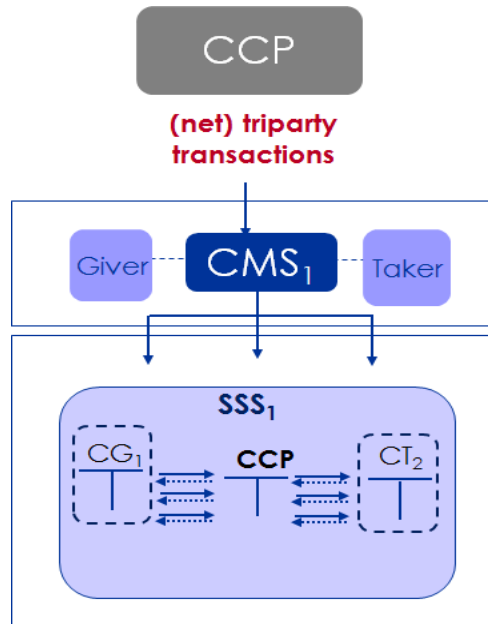 CCP
(net) triparty
transactions
Giver
CMS₁
Taker
SSS₁
CG₁
CCP
CT₂